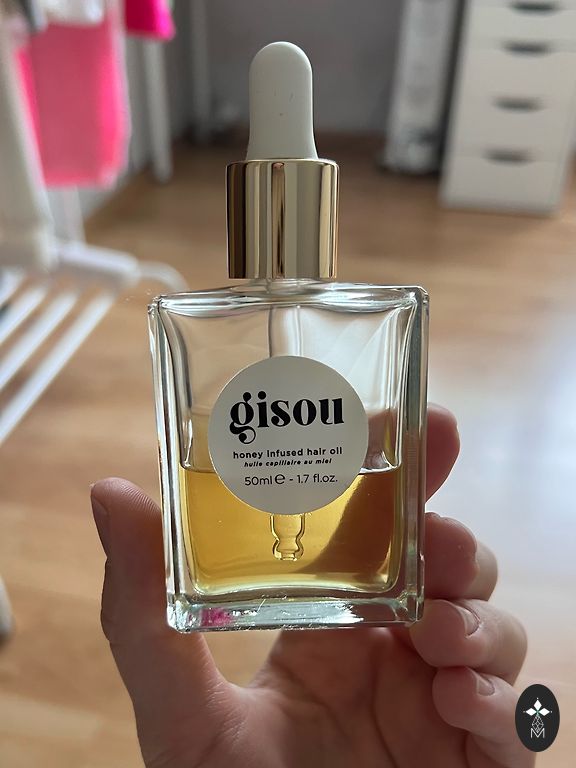 gisou
honey infused hair oil
huile capillaire au miel
50ml ℮ - 1.7 fl.oz.
M